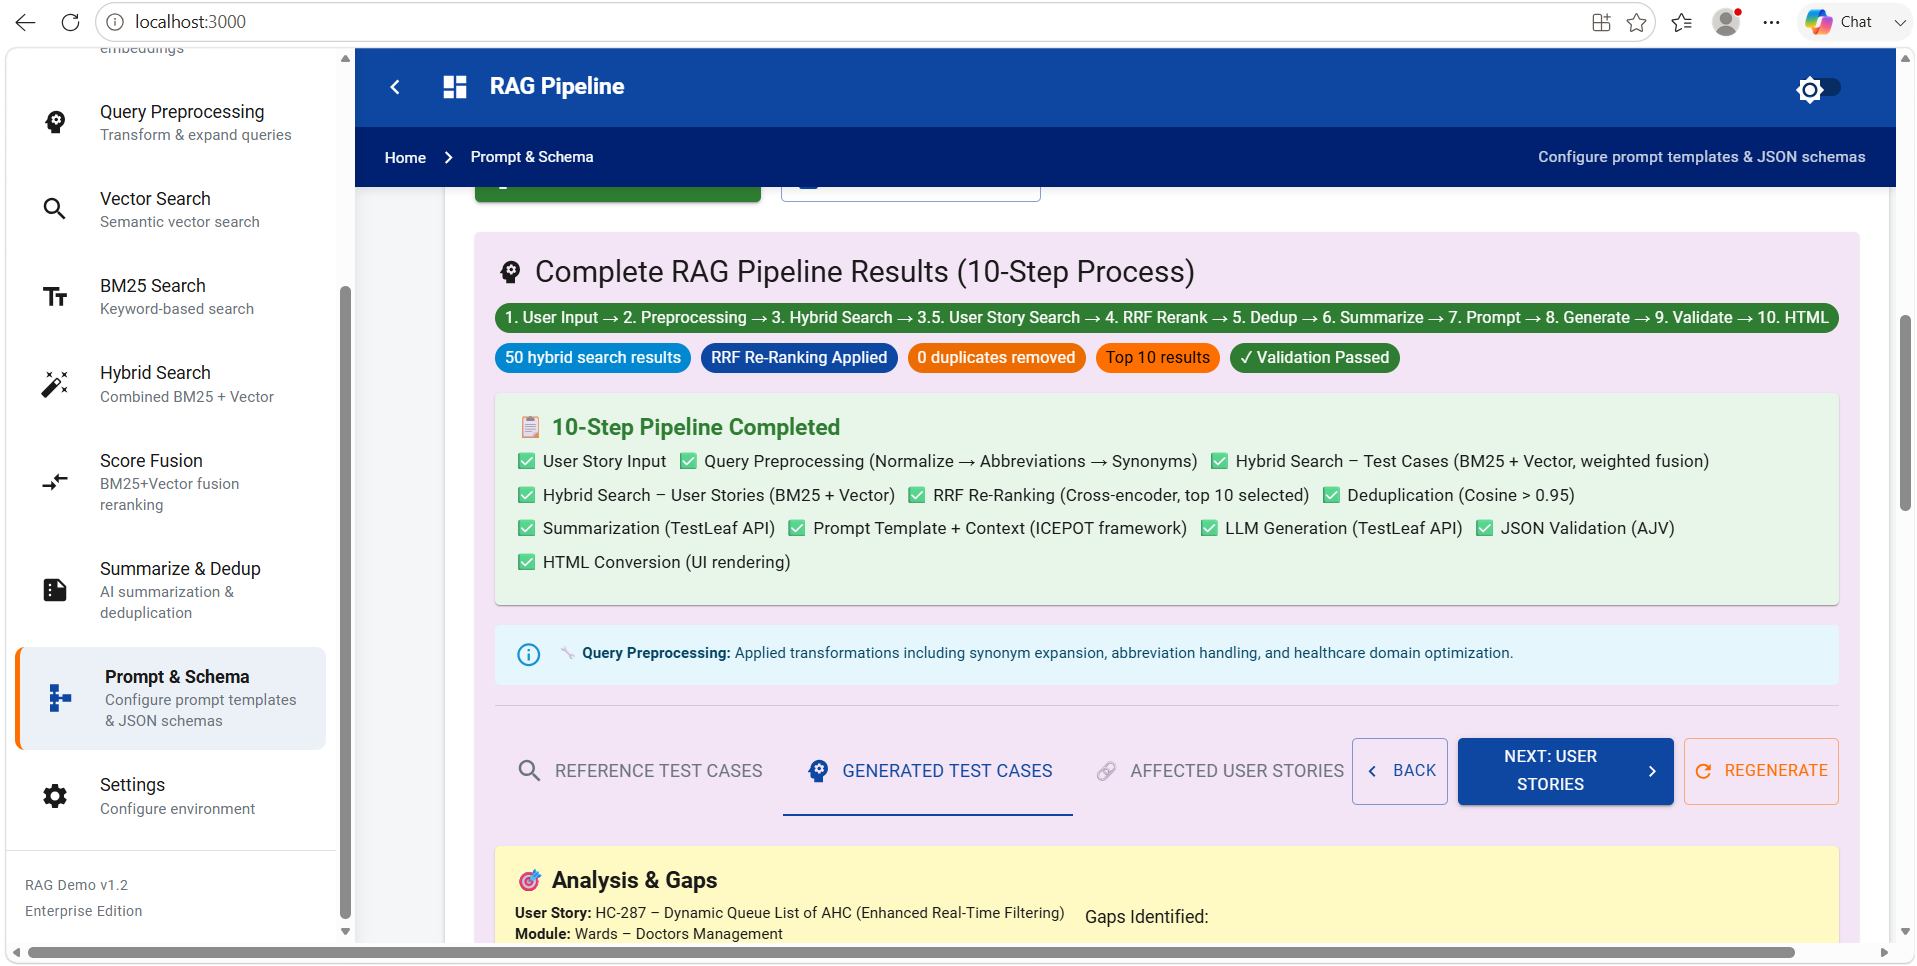 localhost:3000
Chat
embeddings
Query Preprocessing
Transform & expand queries
Vector Search
Semantic vector search
BM25 Search
Keyword-based search
Hybrid Search
Combined BM25 + Vector
Score Fusion
BM25+Vector fusion
reranking
Summarize & Dedup
AI summarization &
deduplication
Prompt & Schema
Configure prompt templates
& JSON schemas
Settings
Configure environment
RAG Demo v1.2
Enterprise Edition
RAG Pipeline
Home > Prompt & Schema
Configure prompt templates & JSON schemas
Complete RAG Pipeline Results (10-Step Process)
1. User Input → 2. Preprocessing → 3. Hybrid Search → 3.5. User Story Search → 4. RRF Rerank → 5. Dedup → 6. Summarize → 7. Prompt → 8. Generate → 9. Validate → 10. HTML
50 hybrid search results RRF Re-Ranking Applied 0 duplicates removed Top 10 results ✓ Validation Passed
📋 10-Step Pipeline Completed
✅ User Story Input ✅ Query Preprocessing (Normalize → Abbreviations → Synonyms) ✅ Hybrid Search – Test Cases (BM25 + Vector, weighted fusion)
✅ Hybrid Search – User Stories (BM25 + Vector) ✅ RRF Re-Ranking (Cross-encoder, top 10 selected) ✅ Deduplication (Cosine > 0.95)
✅ Summarization (TestLeaf API) ✅ Prompt Template + Context (ICEPOT framework) ✅ LLM Generation (TestLeaf API) ✅ JSON Validation (AJV)
✅ HTML Conversion (UI rendering)
🔧 Query Preprocessing: Applied transformations including synonym expansion, abbreviation handling, and healthcare domain optimization.
REFERENCE TEST CASES
GENERATED TEST CASES
🔗 AFFECTED USER STORIES
BACK
NEXT: USER
STORIES
REGENERATE
🎯 Analysis & Gaps
User Story: HC-287 – Dynamic Queue List of AHC (Enhanced Real-Time Filtering)
Module: Wards – Doctors Management
Gaps Identified: